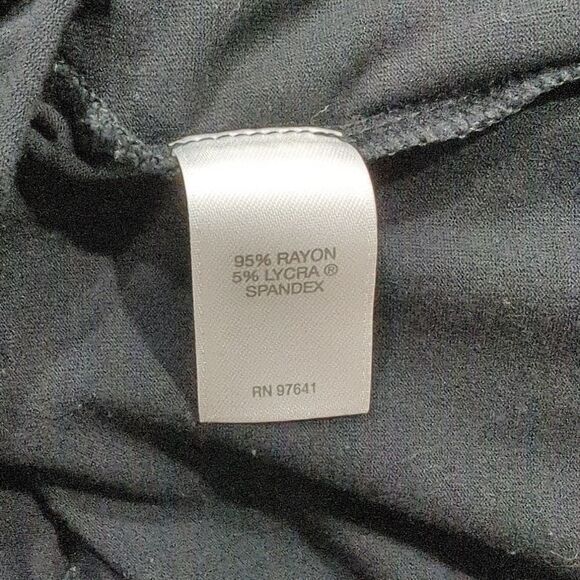 95% RAYON
5% LYCRA ®
SPANDEX
RN 97641